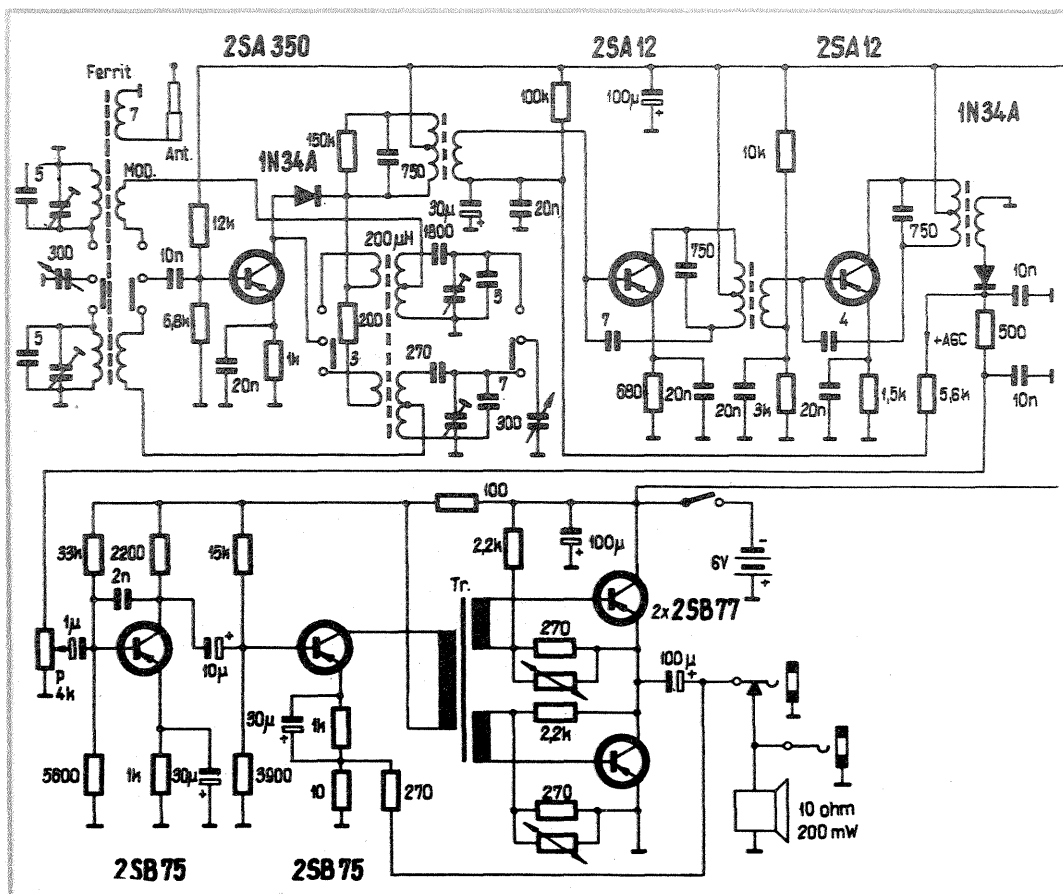 2SA 350
2SA 12
2SA 12
Ferrit
7
Ant.
100k
100µ
+
1N34A
150k
750
10k
1N34A
5
MOD.
12k
30µ
+
20n
750
300
10n
200µH
1800
750
10n
5
7
4
+AGC
500
5
6,8k
200
270
20n
1k
3
7
300
680
20n
20n
3k
20n
1,5k
5,6k
10n
100
33k
2200
15k
2,2k
100µ
+
6V
-
+
2n
Tr.
2x 2SB77
1µ
10µ
+
270
100µ
+
P
4k
2,2k
30µ
+
1k
5600
1k
30µ
+
3900
10
270
270
10 ohm
200 mW
2SB75
2SB75